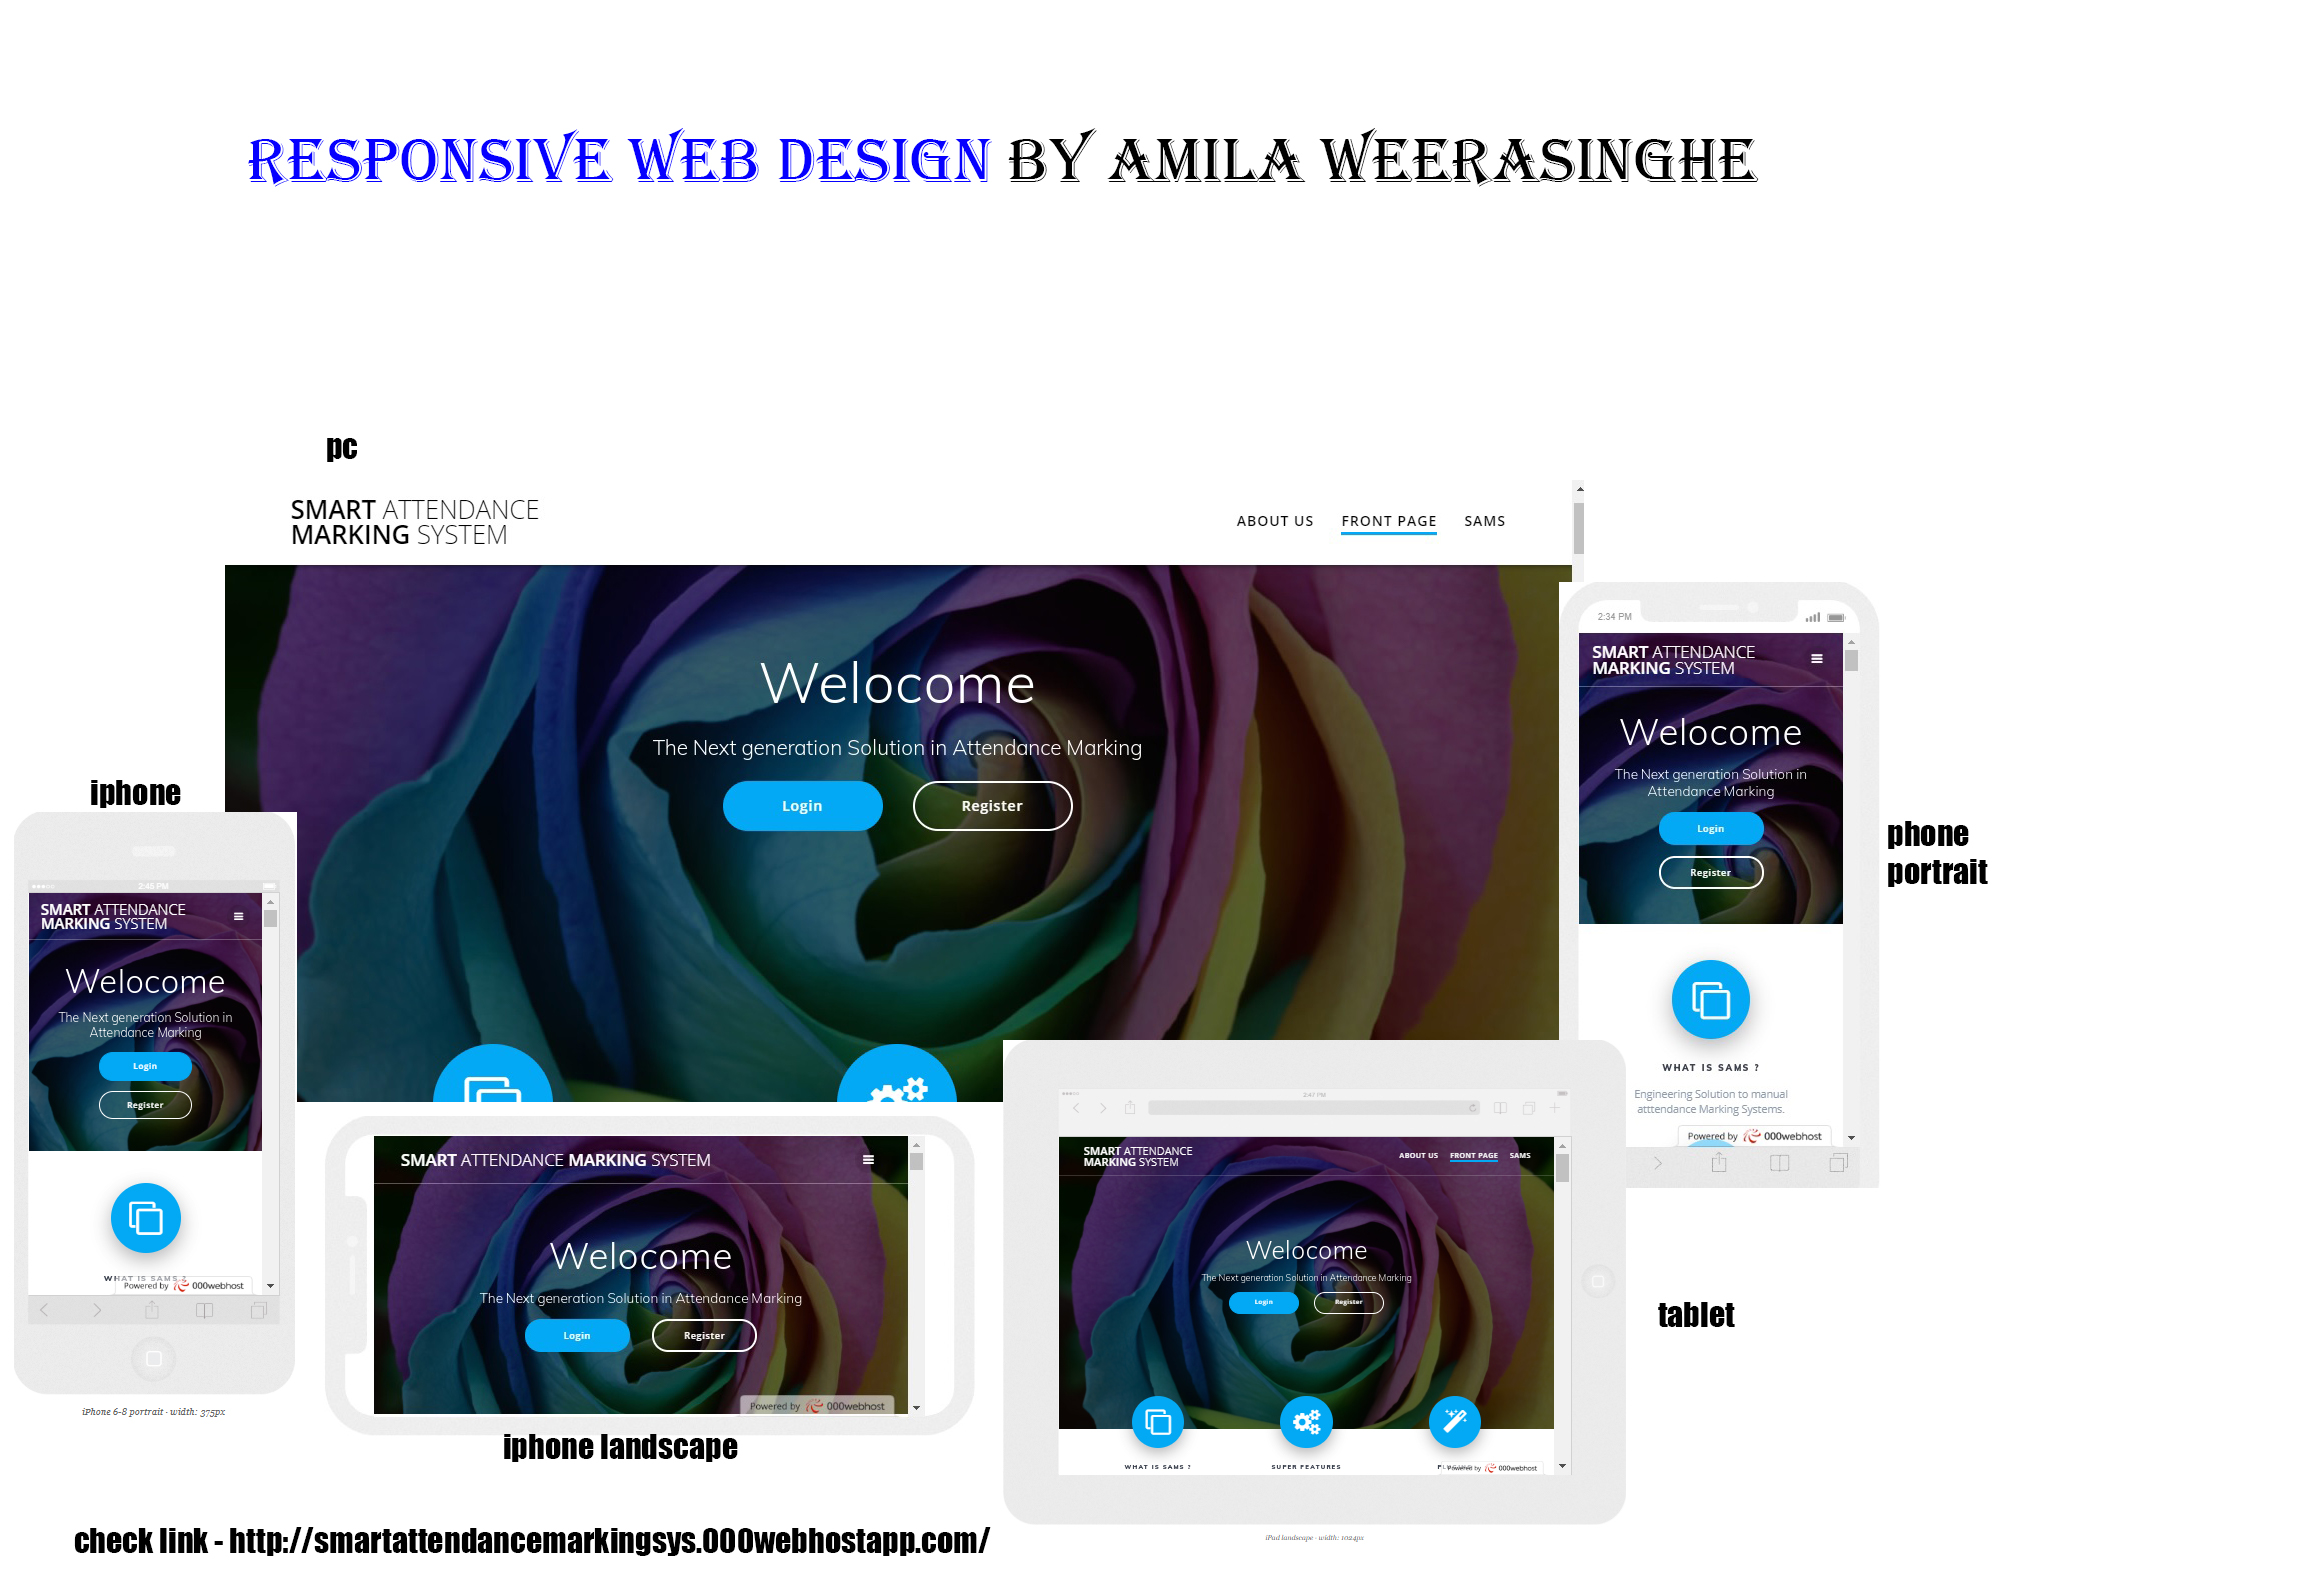 RESPONSIVE WEB DESIGN BY AMILA WEERASINGHE
pc
SMART ATTENDANCE
MARKING SYSTEM
ABOUT US FRONT PAGE SAMS
Welocome
The Next generation Solution in Attendance Marking
Login Register
iphone
2:45 PM
SMART ATTENDANCE
MARKING SYSTEM
Welocome
The Next generation Solution in
Attendance Marking
Login
Register
WHAT IS SAMS ?
Powered by 000webhost
iPhone 6-8 portrait - width: 375px
SMART ATTENDANCE MARKING SYSTEM
Welocome
The Next generation Solution in Attendance Marking
Login Register
Powered by 000webhost
iphone landscape
2:47 PM
SMART ATTENDANCE
MARKING SYSTEM
ABOUT US FRONT PAGE SAMS
Welocome
The Next generation Solution in Attendance Marking
Login Register
WHAT IS SAMS ? SUPER FEATURES
Powered by 000webhost
iPad landscape - width: 1024px
tablet
2:34 PM
SMART ATTENDANCE
MARKING SYSTEM
Welocome
The Next generation Solution in
Attendance Marking
Login
Register
WHAT IS SAMS ?
Engineering Solution to manual
atttendance Marking Systems.
Powered by 000webhost
phone
portrait
check link - http://smartattendancemarkingsys.000webhostapp.com/